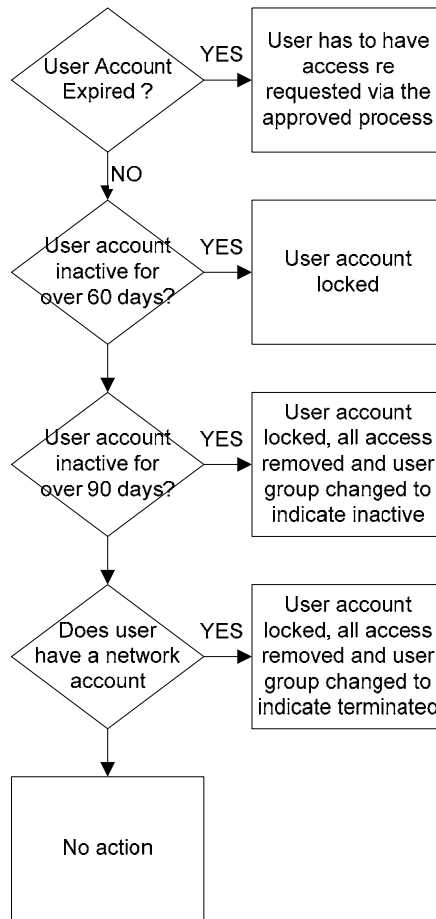 User Account
Expired ?
YES
User has to have
access re
requested via the
approved process
NO
User account
inactive for
over 60 days?
YES
User account
locked
User account
inactive for
over 90 days?
YES
User account
locked, all access
removed and user
group changed to
indicate inactive
Does user
have a network
account
YES
User account
locked, all access
removed and user
group changed to
indicate terminated
No action